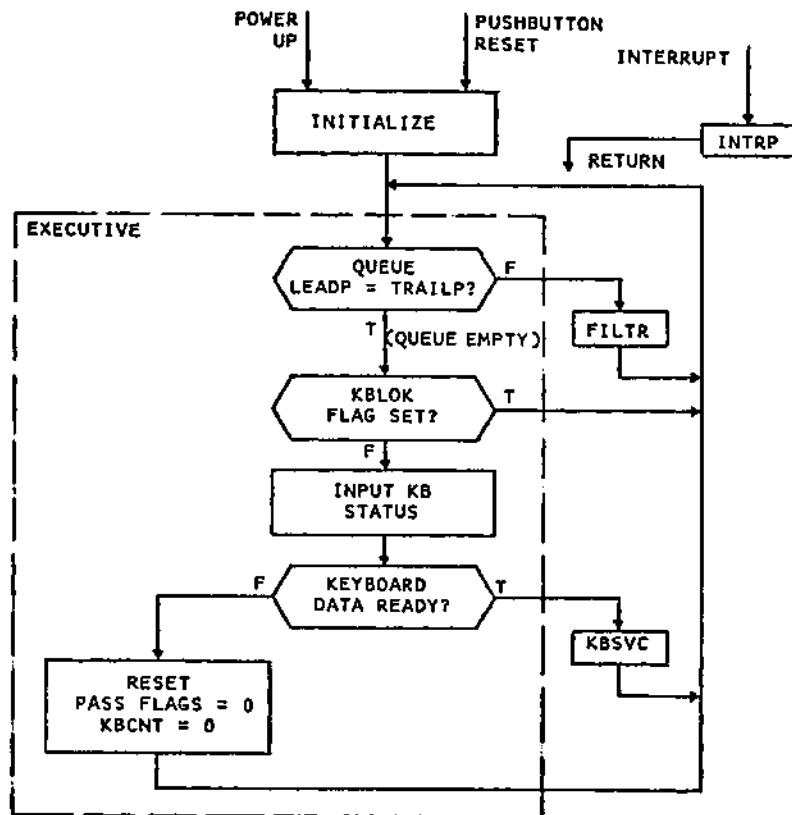 POWER
UP
PUSHBUTTON
RESET
INTERRUPT
INITIALIZE
INTRP
RETURN
EXECUTIVE
QUEUE
LEADP = TRAILP?
F
FILTR
T
(QUEUE EMPTY)
KBLOK
FLAG SET?
T
F
INPUT KB
STATUS
F
KEYBOARD
DATA READY?
T
KBSVC
RESET
PASS FLAGS = 0
KBCNT = 0